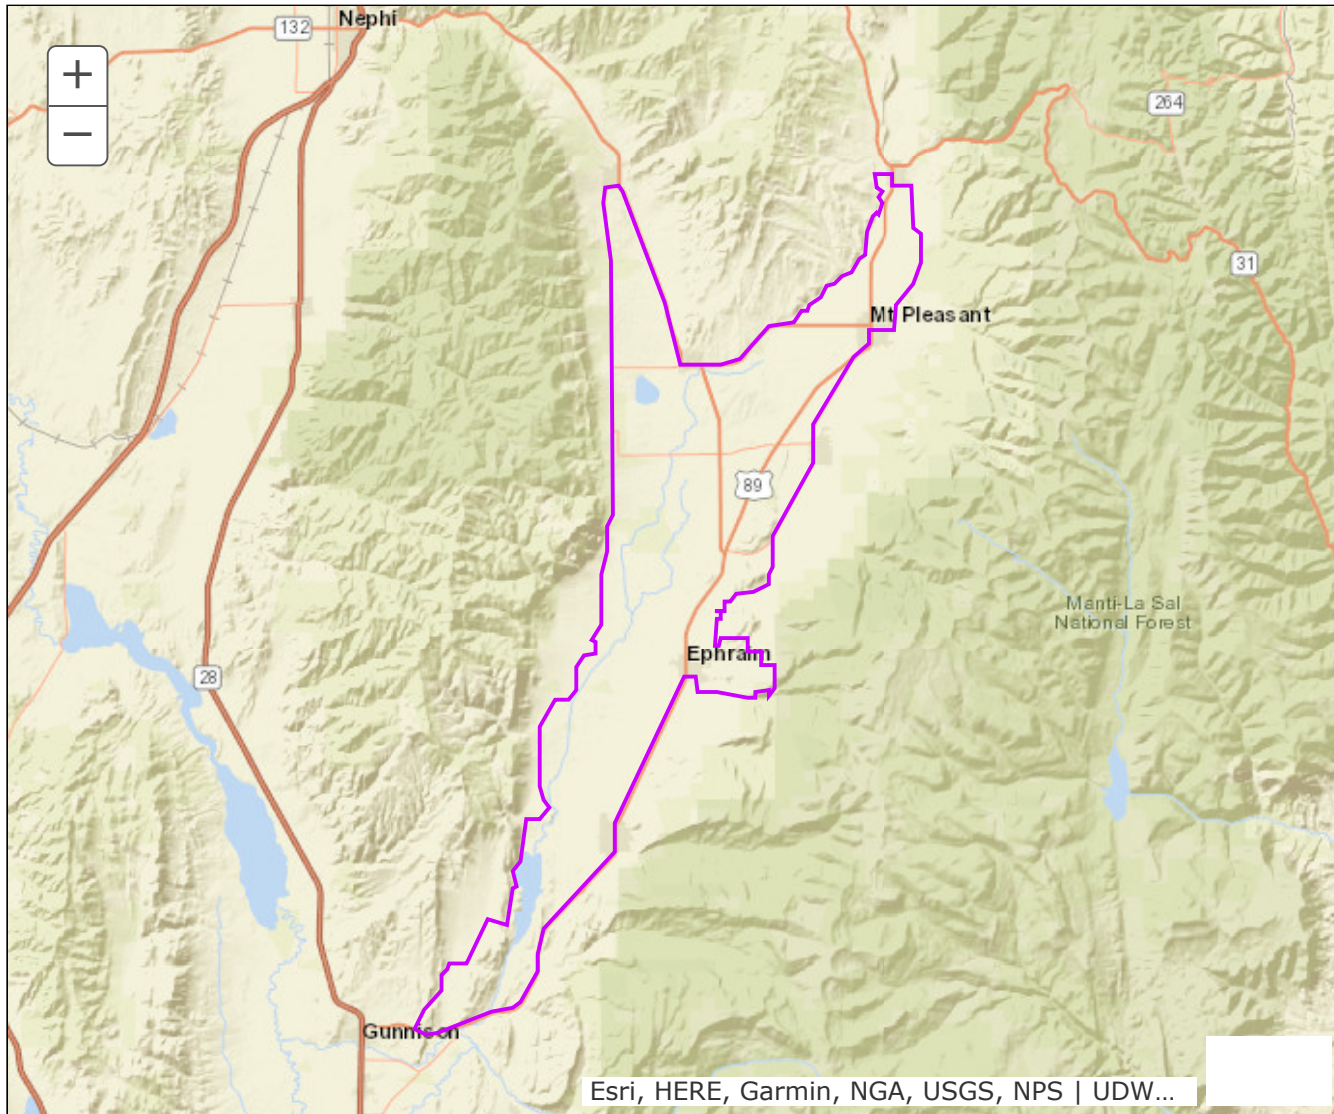 Nephi
132
+
−
264
31
Mt Pleasant
89
Manti-La Sal
National Forest
Ephraim
28
Gunnison
Esri, HERE, Garmin, NGA, USGS, NPS | UDW...